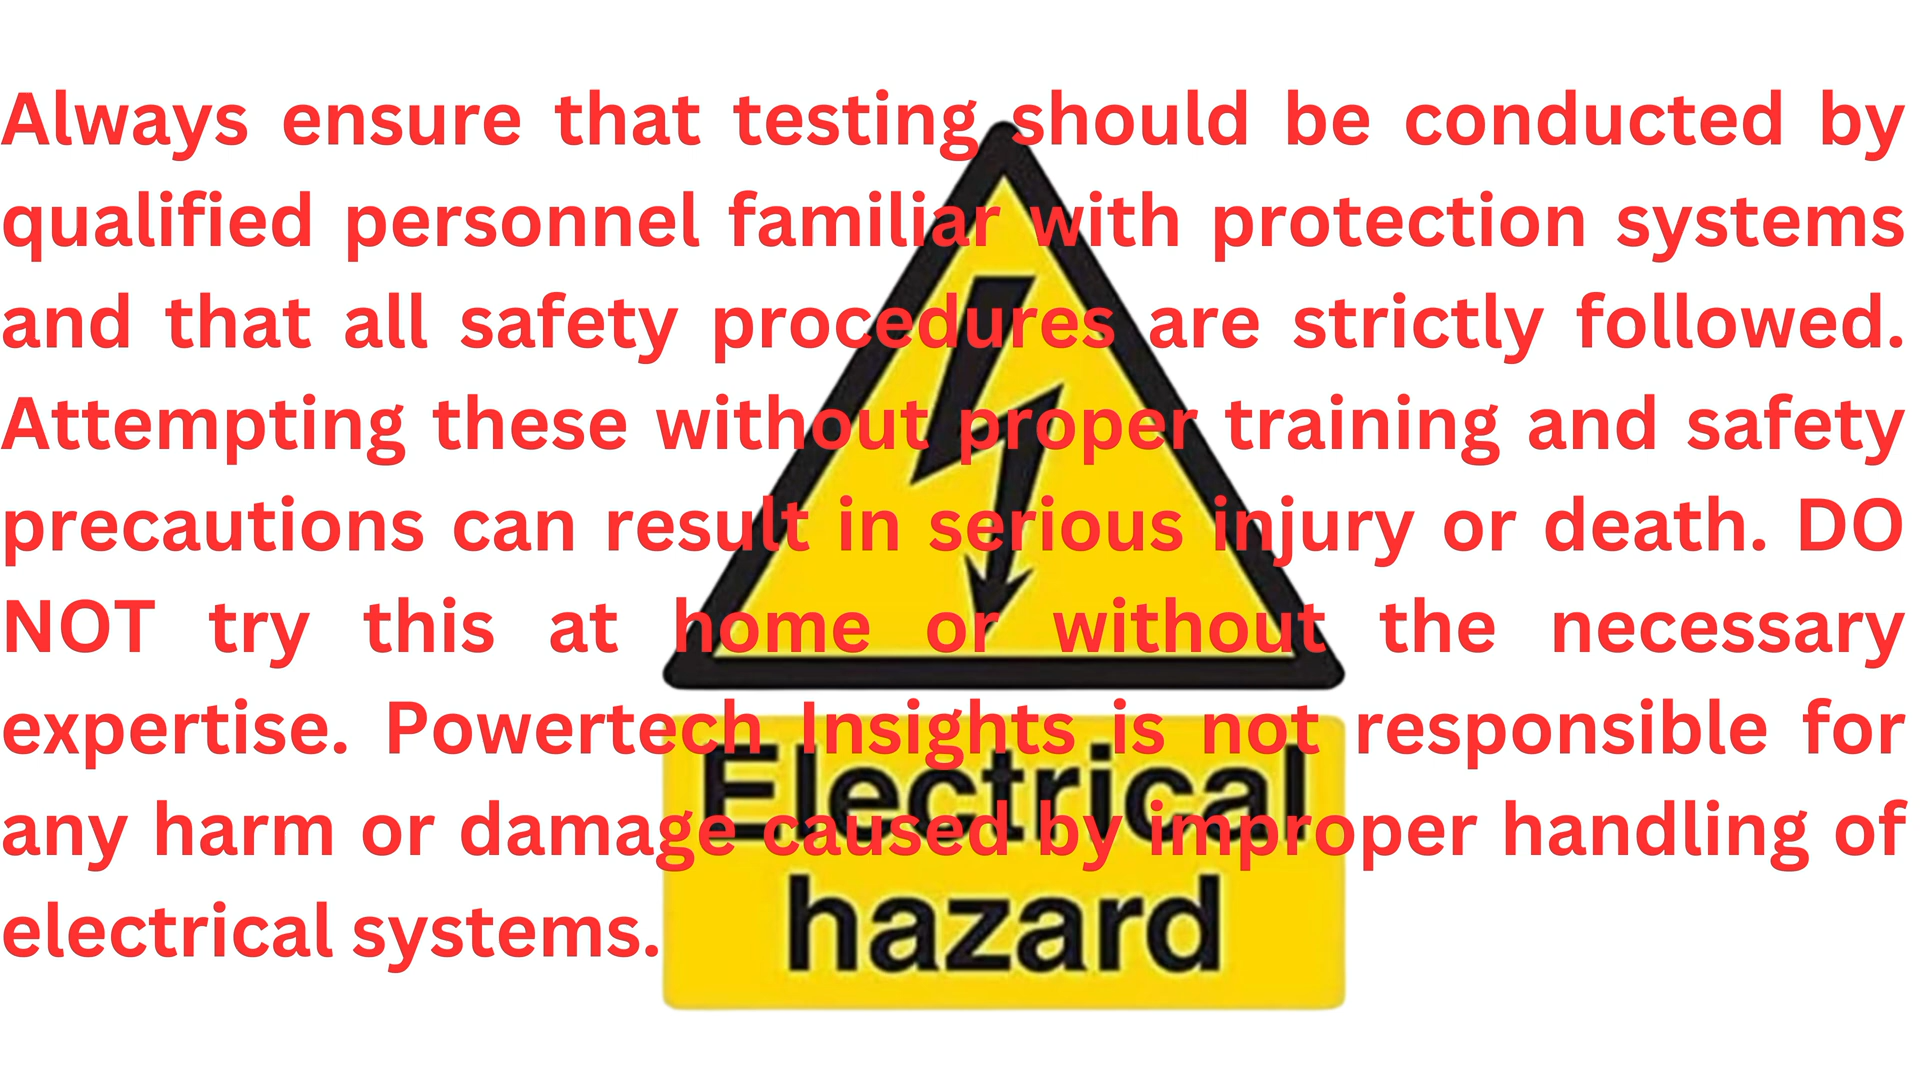 Always ensure that testing should be conducted by
qualified personnel familiar with protection systems
and that all safety procedures are strictly followed.
Attempting these without proper training and safety
precautions can result in serious injury or death. DO
NOT try this at home or without the necessary
expertise. Powertech Insights is not responsible for
any harm or damage caused by improper handling of
electrical systems.
Electrical
hazard